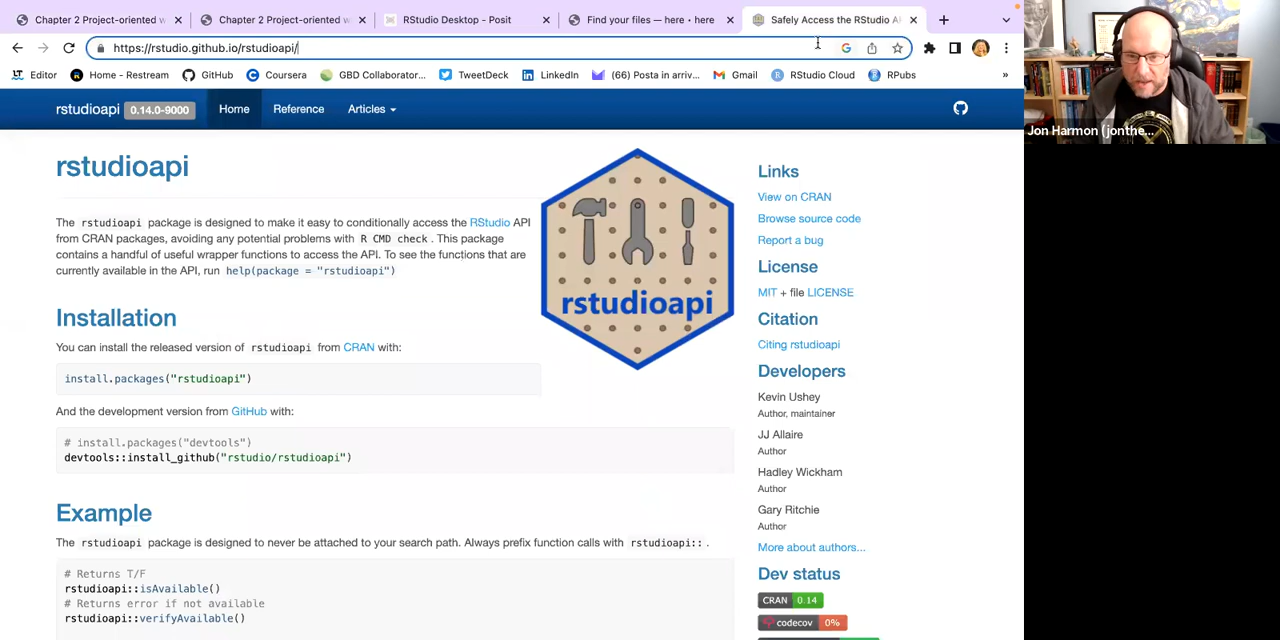 Chapter 2 Project-oriented w
Chapter 2 Project-oriented w
RStudio Desktop - Posit
Find your files — here • here
Safely Access the RStudio A
https://rstudio.github.io/rstudioapi/
Editor
Home - Restream
GitHub
Coursera
GBD Collaborator...
TweetDeck
LinkedIn
(66) Posta in arriv...
Gmail
RStudio Cloud
RPubs
»
rstudioapi 0.14.0-9000 Home Reference Articles
Jon Harmon (jonthe...
rstudioapi
The rstudioapi package is designed to make it easy to conditionally access the RStudio API
from CRAN packages, avoiding any potential problems with R CMD check . This package
contains a handful of useful wrapper functions to access the API. To see the functions that are
currently available in the API, run help(package = "rstudioapi")
rstudioapi
Installation
You can install the released version of rstudioapi from CRAN with:
install.packages("rstudioapi")
And the development version from GitHub with:
# install.packages("devtools")
devtools::install_github("rstudio/rstudioapi")
Example
The rstudioapi package is designed to never be attached to your search path. Always prefix function calls with rstudioapi:: .
# Returns T/F
rstudioapi::isAvailable()
# Returns error if not available
rstudioapi::verifyAvailable()
Links
View on CRAN
Browse source code
Report a bug
License
MIT + file LICENSE
Citation
Citing rstudioapi
Developers
Kevin Ushey
Author, maintainer
JJ Allaire
Author
Hadley Wickham
Author
Gary Ritchie
Author
More about authors...
Dev status
CRAN 0.14
codecov 0%